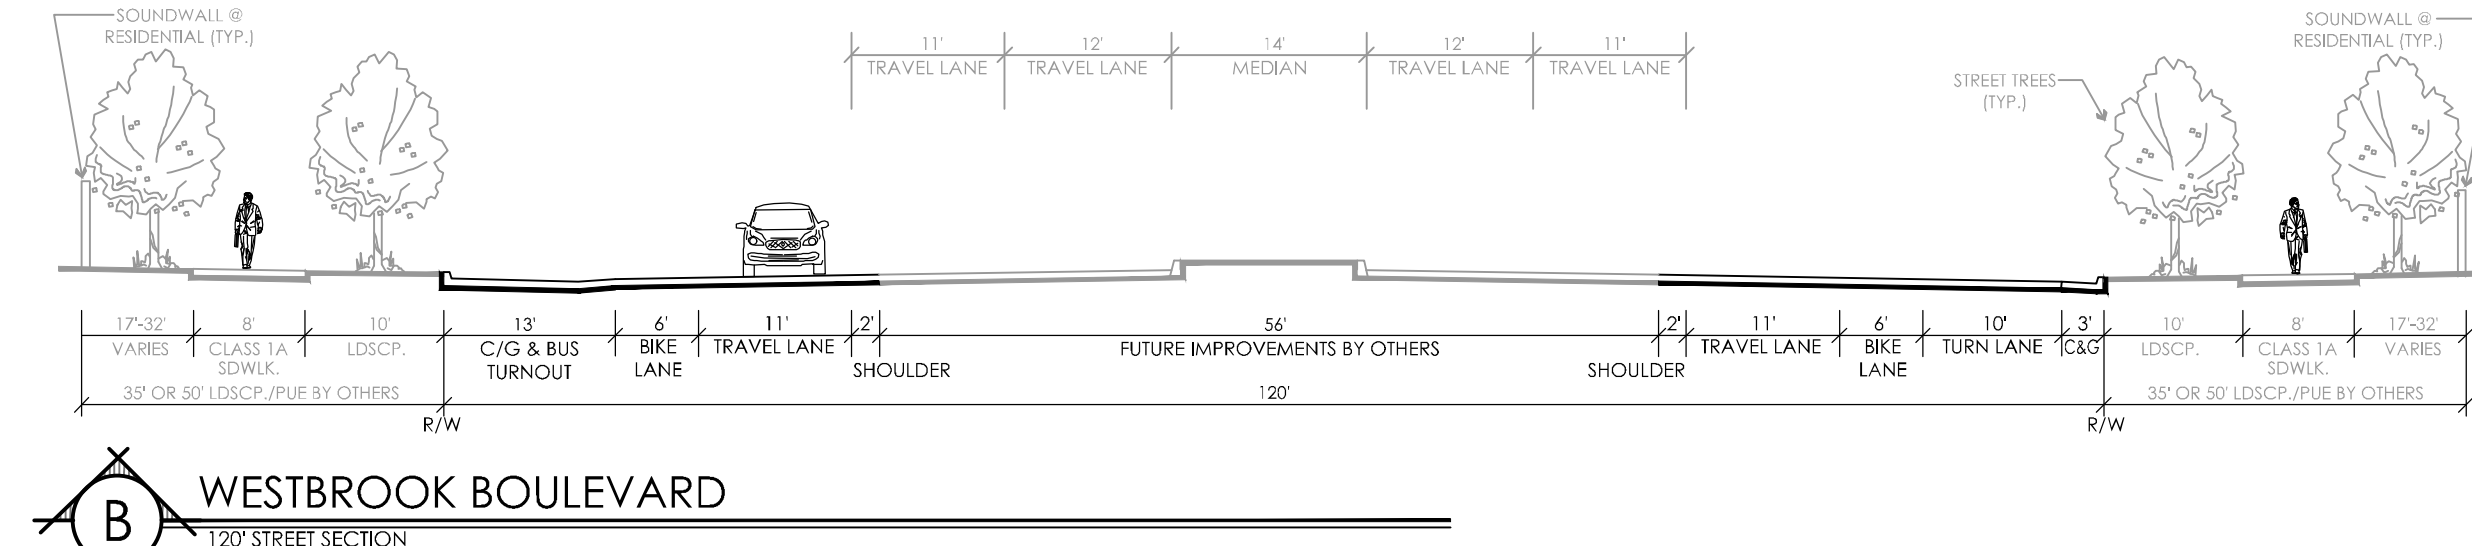 SOUNDWALL @
RESIDENTIAL (TYP.)
11' 12' 14' 12' 11'
TRAVEL LANE TRAVEL LANE MEDIAN TRAVEL LANE TRAVEL LANE
SOUNDWALL @
RESIDENTIAL (TYP.)
STREET TREES
(TYP.)
17'-32' 8' 10' 13' 6' 11' 2' 56' 2' 11' 6' 10' 3' 10' 8' 17'-32'
VARIES CLASS 1A LDSCP. C/G & BUS BIKE TRAVEL LANE FUTURE IMPROVEMENTS BY OTHERS TRAVEL LANE BIKE TURN LANE C&G LDSCP. CLASS 1A VARIES
SDWLK. TURNOUT LANE SHOULDER SHOULDER LANE SDWLK.
35' OR 50' LDSCP./PUE BY OTHERS 120' 35' OR 50' LDSCP./PUE BY OTHERS
R/W R/W
B WESTBROOK BOULEVARD
120' STREET SECTION